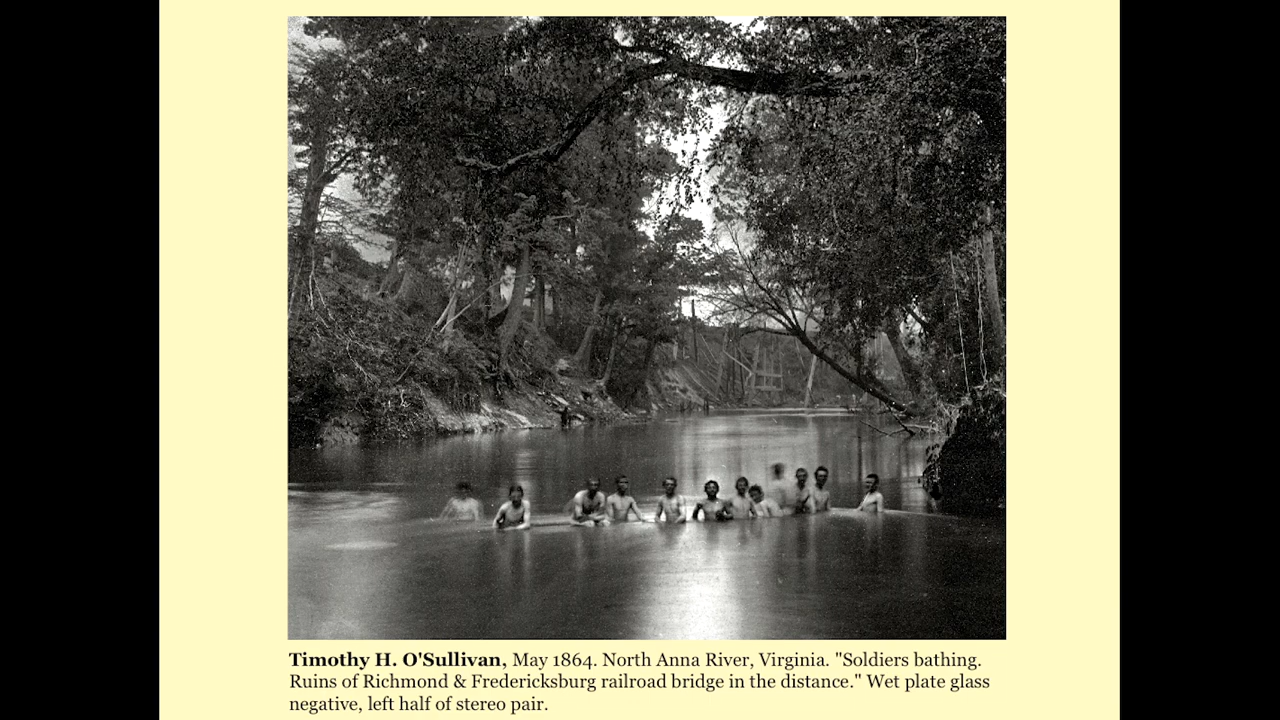 Timothy H. O'Sullivan, May 1864. North Anna River, Virginia. "Soldiers bathing.
Ruins of Richmond & Fredericksburg railroad bridge in the distance." Wet plate glass
negative, left half of stereo pair.